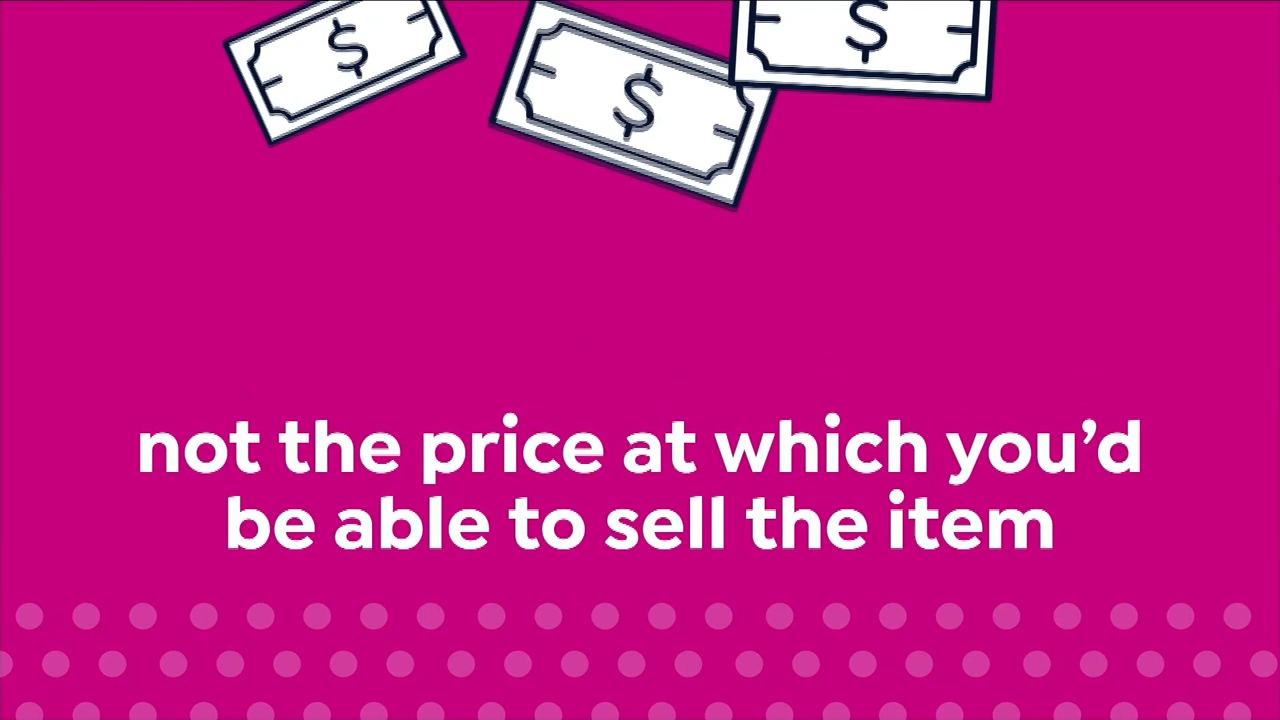 $
$
$
not the price at which you’d
be able to sell the item